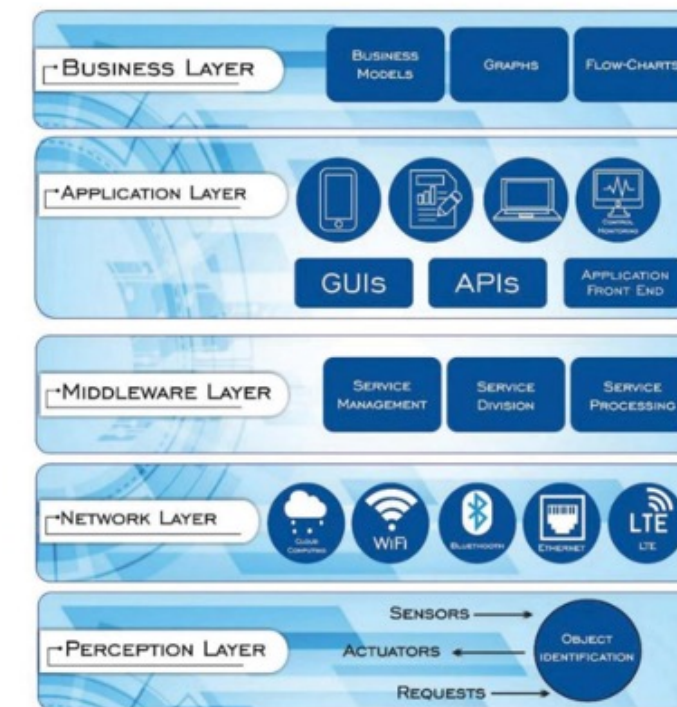 BUSINESS LAYER
BUSINESS
MODELS
GRAPHS
FLOW-CHARTS
APPLICATION LAYER
CONTROL
MONITORING
GUIS
APIS
APPLICATION
FRONT END
MIDDLEWARE LAYER
SERVICE
MANAGEMENT
SERVICE
DIVISION
SERVICE
PROCESSING
NETWORK LAYER
CLOUD
COMPUTING
WiFi
BLUETHOOTH
ETHERNET
LTE
LTE
PERCEPTION LAYER
SENSORS
ACTUATORS
REQUESTS
OBJECT
IDENTIFICATION